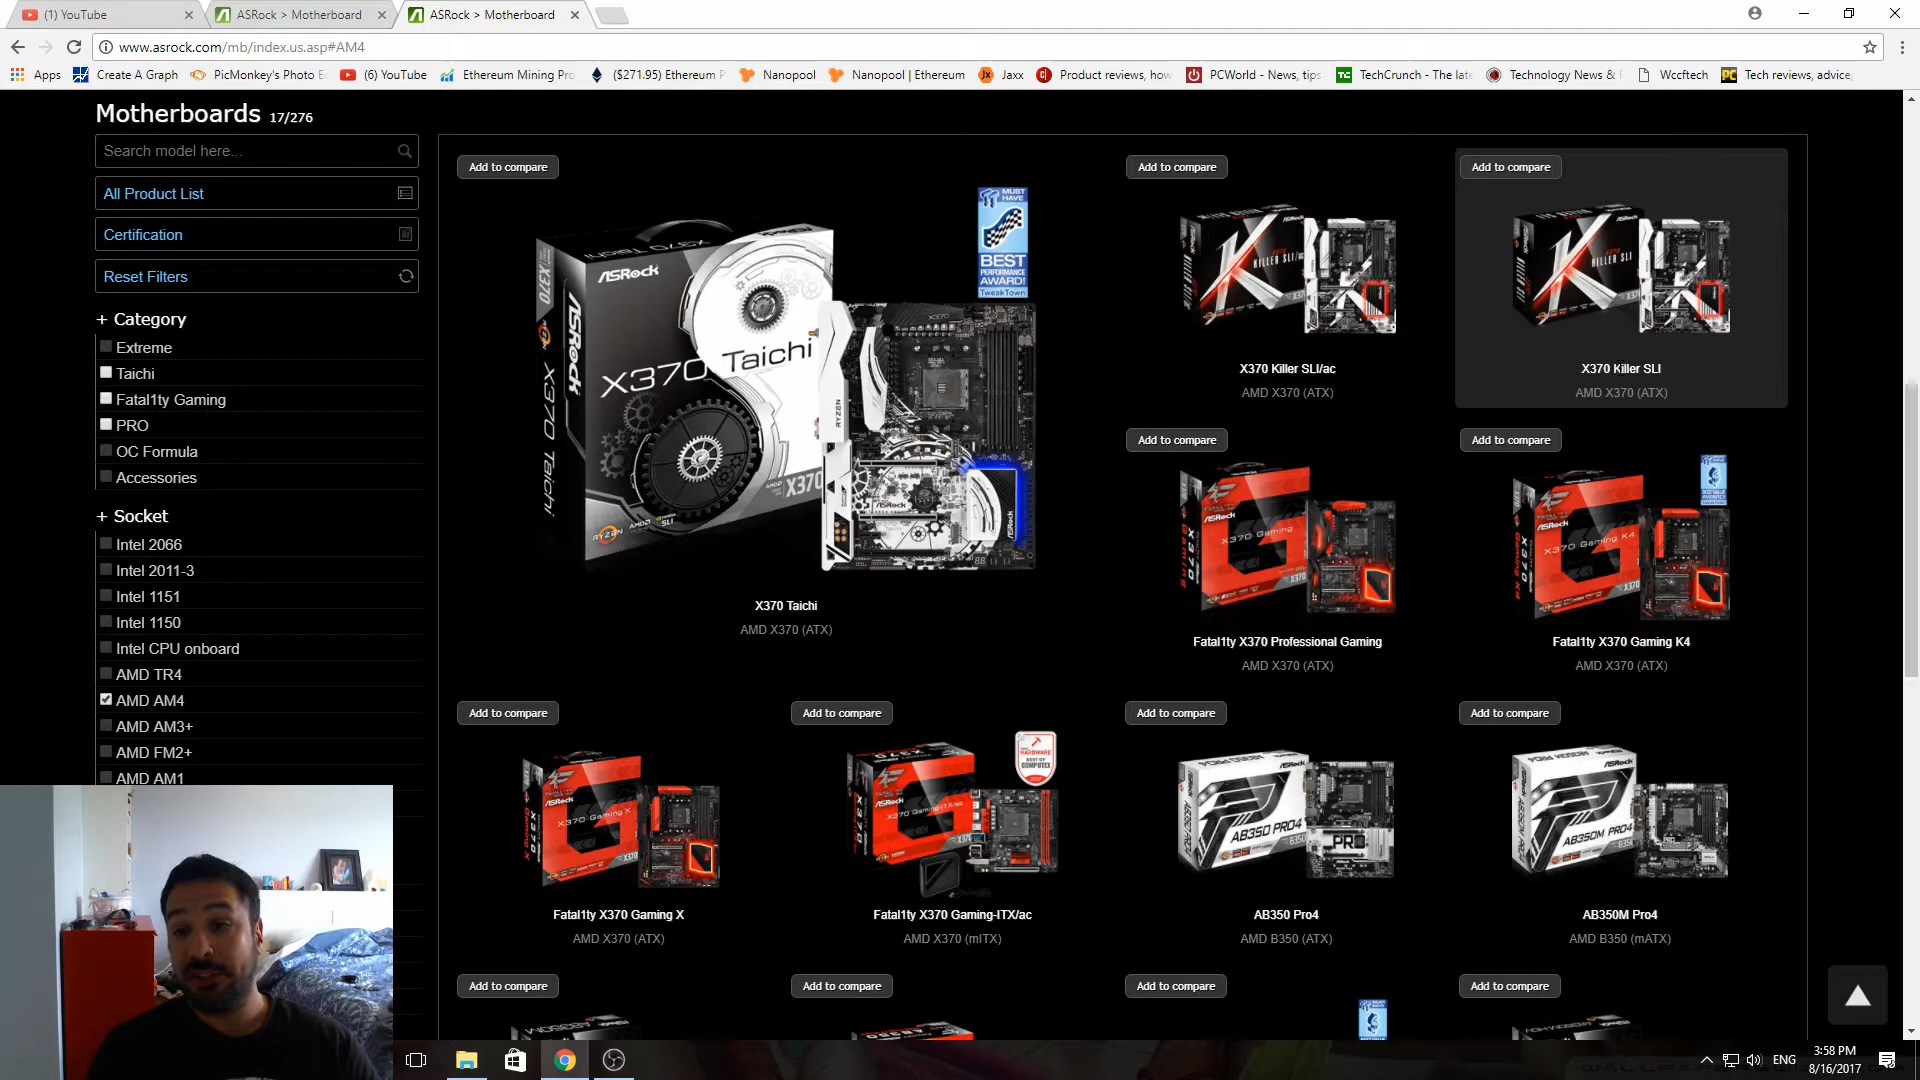 (1) YouTube
ASRock > Motherboard
ASRock > Motherboard
www.asrock.com/mb/index.us.asp#AM4
Apps
Create A Graph
PicMonkey's Photo E
(6) YouTube
Ethereum Mining Pro
($271.95) Ethereum P
Nanopool
Nanopool | Ethereum
Jaxx
Product reviews, how
PCWorld - News, tips
TechCrunch - The late
Technology News &
Wccftech
Tech reviews, advice,
Motherboards 17/276
Search model here...
All Product List
Certification
Reset Filters
+ Category
Extreme
Taichi
Fatal1ty Gaming
PRO
OC Formula
Accessories
+ Socket
Intel 2066
Intel 2011-3
Intel 1151
Intel 1150
Intel CPU onboard
AMD TR4
AMD AM4
AMD AM3+
AMD FM2+
AMD AM1
Add to compare
ASRock
X370 Taichi
MUST HAVE
BEST
PERFORMANCE
AWARD!
TweakTown
X370 Taichi
AMD X370 (ATX)
Add to compare
X370 Killer SLI/ac
AMD X370 (ATX)
Add to compare
X370 Killer SLI
AMD X370 (ATX)
Add to compare
Fatal1ty X370 Professional Gaming
AMD X370 (ATX)
Add to compare
Fatal1ty X370 Gaming K4
AMD X370 (ATX)
Add to compare
Fatal1ty X370 Gaming X
AMD X370 (ATX)
Add to compare
Fatal1ty X370 Gaming-ITX/ac
AMD X370 (mITX)
Add to compare
AB350 PRO4
AB350 Pro4
AMD B350 (ATX)
Add to compare
AB350M PRO4
AB350M Pro4
AMD B350 (mATX)
Add to compare
Add to compare
Add to compare
Add to compare
ENG
3:58 PM
8/16/2017